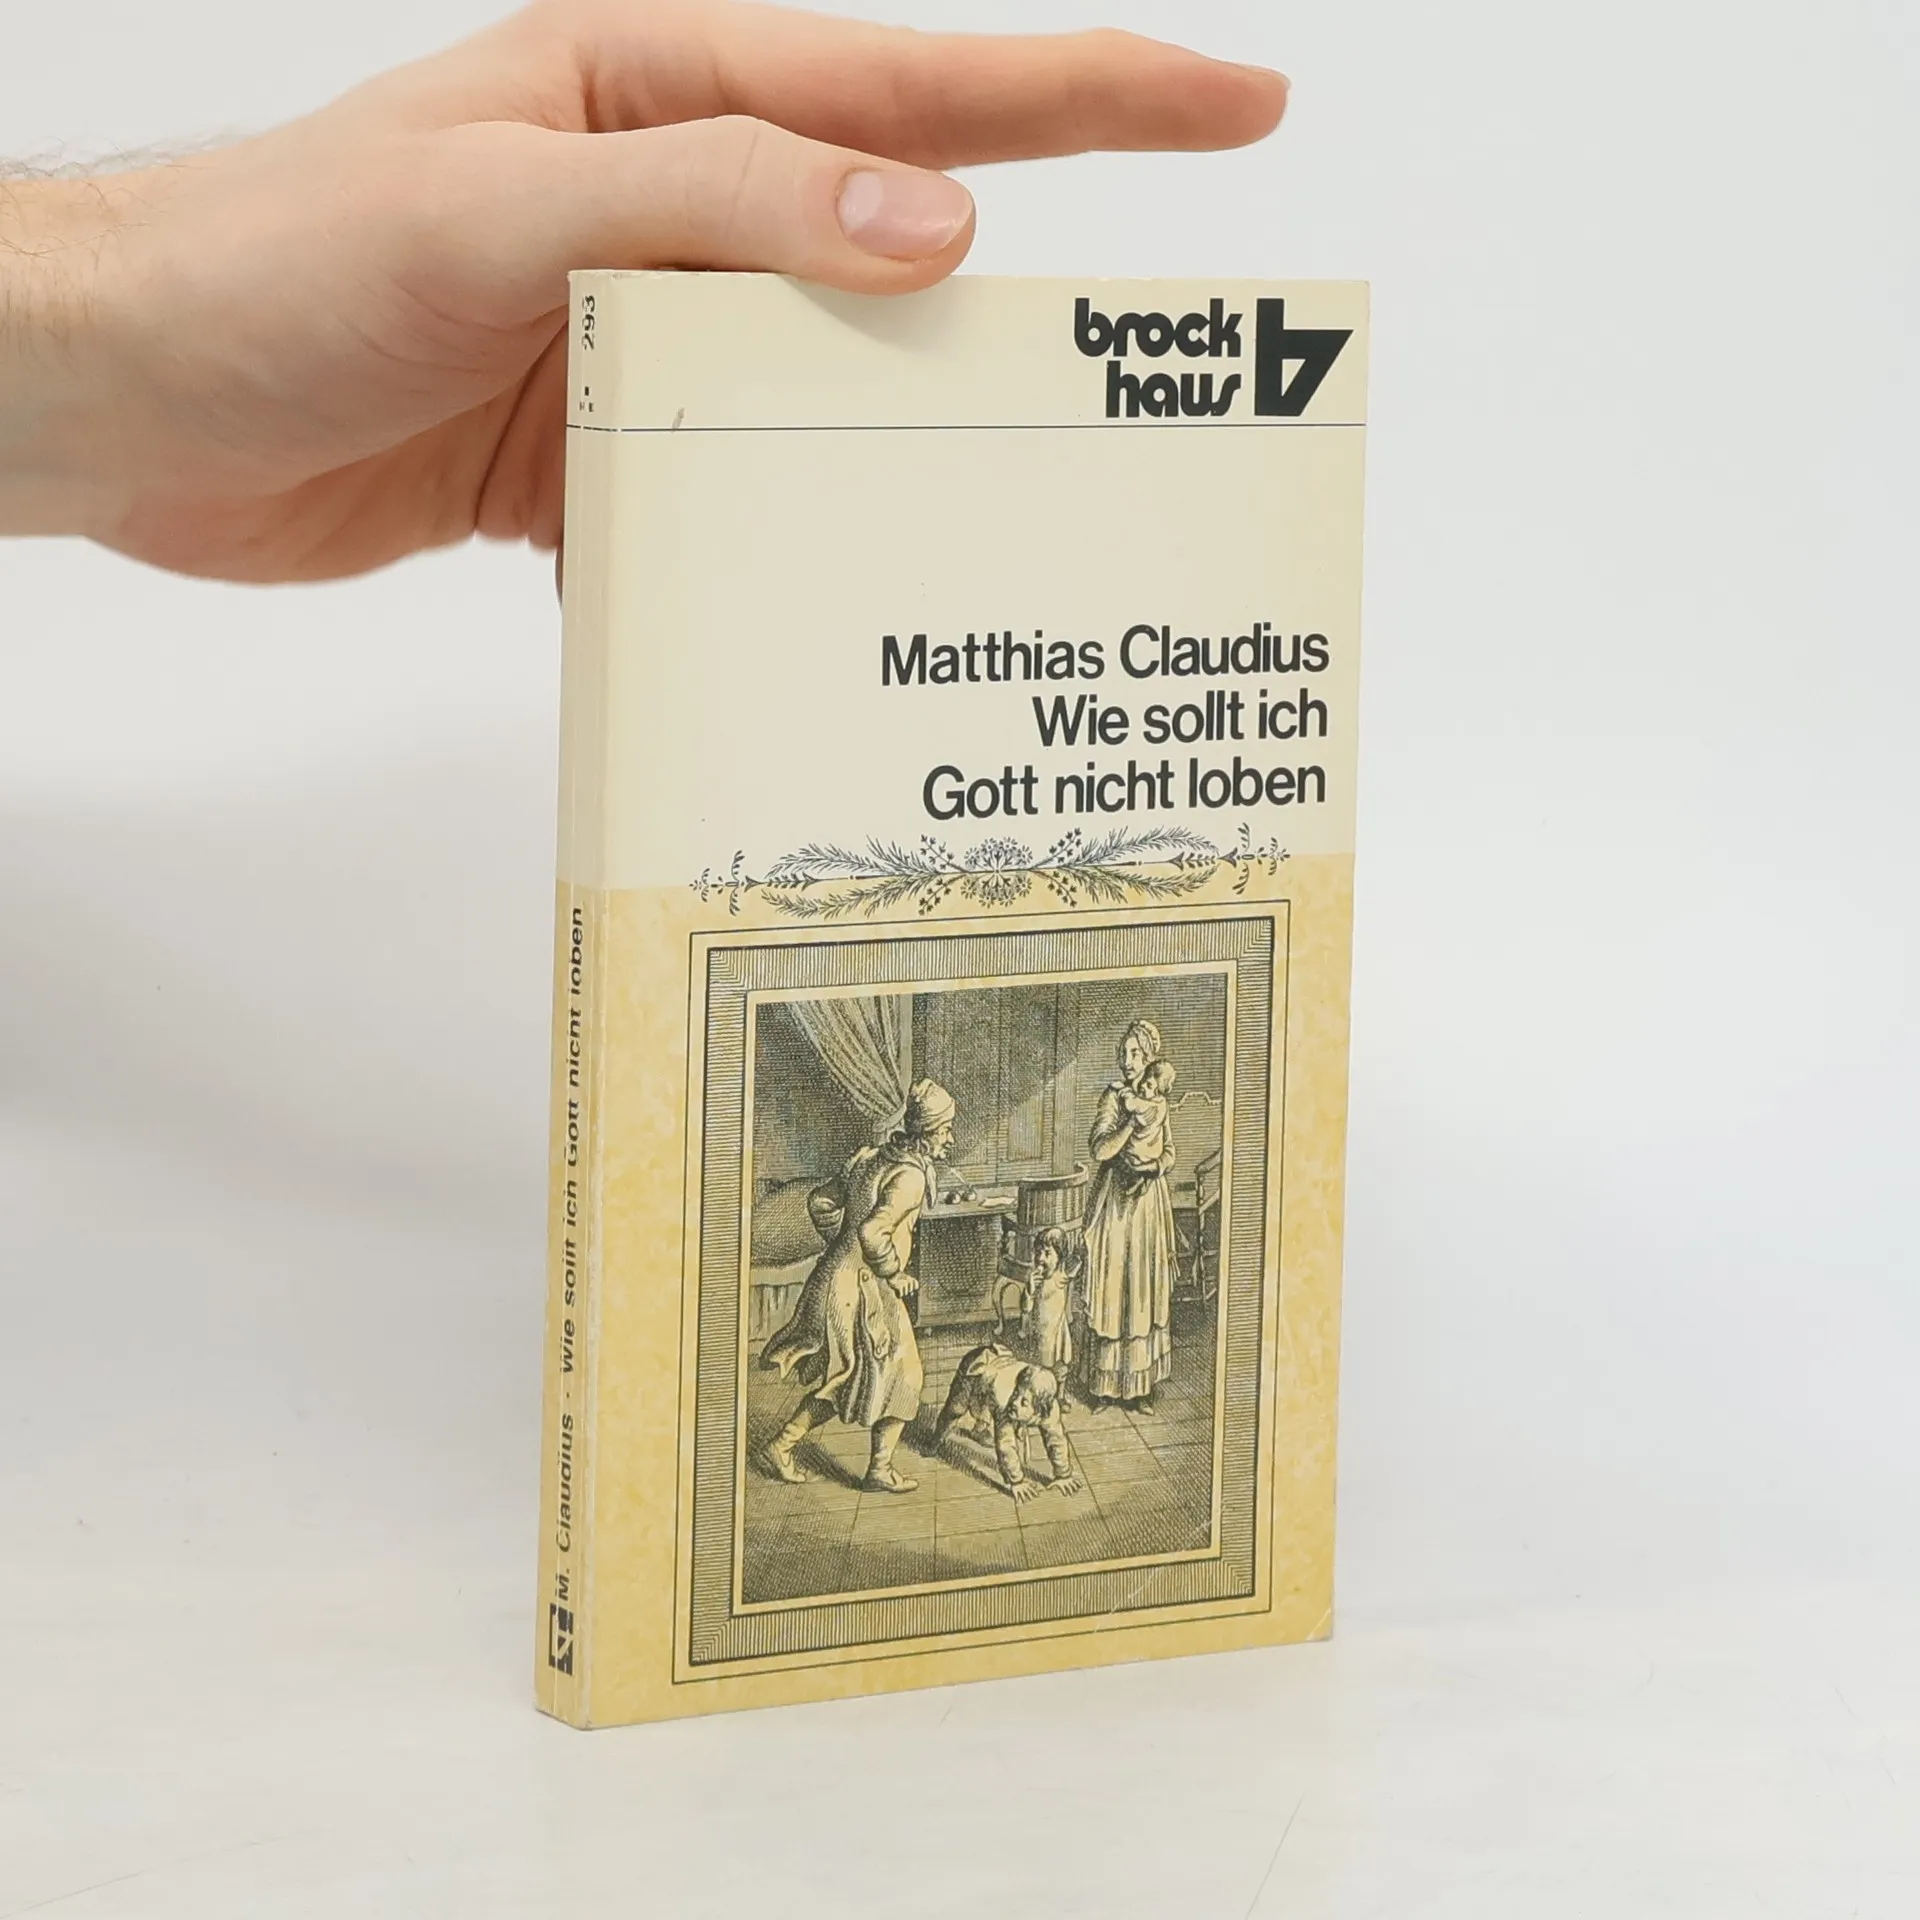 brock
haus
Matthias Claudius
Wie sollt ich
Gott nicht loben
293
M. Claudius · Wie sollt ich Gott nicht loben